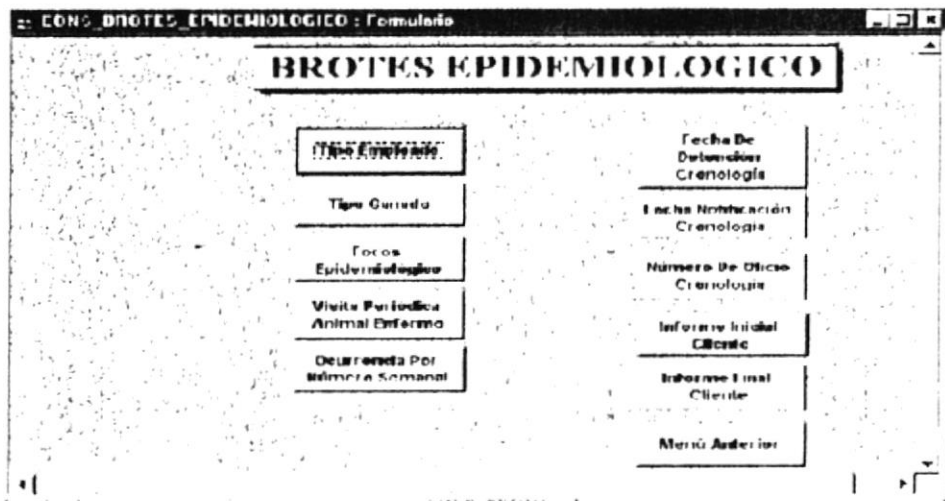 CONS_BROTES_EPIDEMIOLOGICO : Formulario
BROTES EPIDEMIOLOGICO
Tipo Empleado
Tipo Ganado
Focos
Epidemiologico
Visita Periodica
Animal Enfermo
Ocurrencia Por
Número Semanal
Fecha De
Detención
Cronología
Fecha Notificación
Cronología
Número De Oficio
Cronología
Informe Inicial
Cliente
Informe Final
Cliente
Menú Anterior